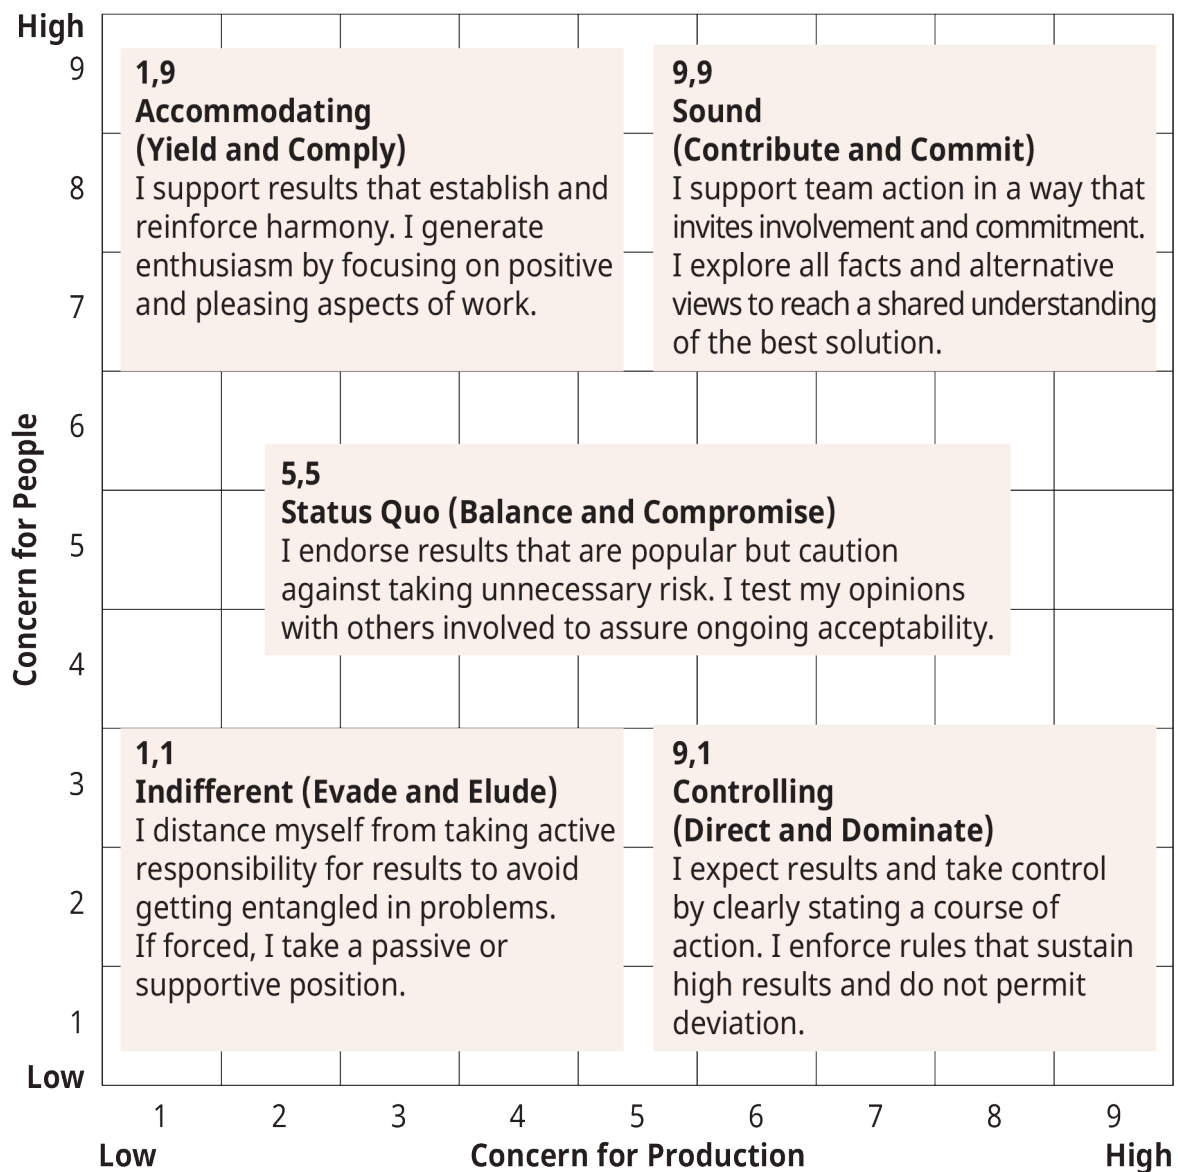 High
9
8
7
6
5
4
3
2
1
Low
Concern for People
1,9
Accommodating
(Yield and Comply)
I support results that establish and
reinforce harmony. I generate
enthusiasm by focusing on positive
and pleasing aspects of work.
9,9
Sound
(Contribute and Commit)
I support team action in a way that
invites involvement and commitment.
I explore all facts and alternative
views to reach a shared understanding
of the best solution.
5,5
Status Quo (Balance and Compromise)
I endorse results that are popular but caution
against taking unnecessary risk. I test my opinions
with others involved to assure ongoing acceptability.
1,1
Indifferent (Evade and Elude)
I distance myself from taking active
responsibility for results to avoid
getting entangled in problems.
If forced, I take a passive or
supportive position.
9,1
Controlling
(Direct and Dominate)
I expect results and take control
by clearly stating a course of
action. I enforce rules that sustain
high results and do not permit
deviation.
1 2 3 4 5 6 7 8 9
Low Concern for Production High